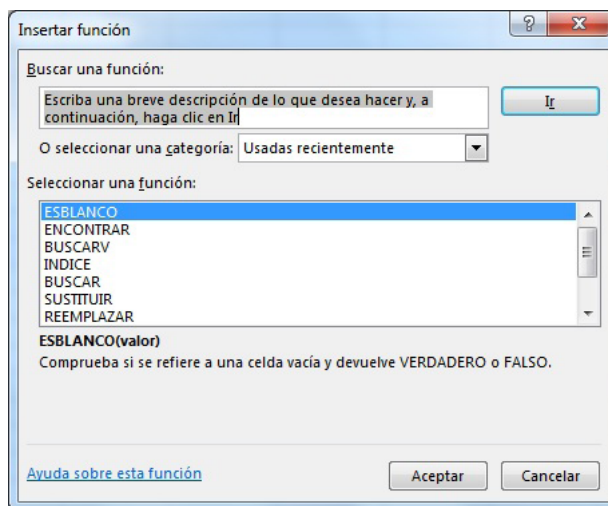 Insertar función
Buscar una función:
Escriba una breve descripción de lo que desea hacer y, a
continuación, haga clic en Ir
Ir
O seleccionar una categoría: Usadas recientemente
Seleccionar una función:
ESBLANCO
ENCONTRAR
BUSCARV
INDICE
BUSCAR
SUSTITUIR
REEMPLAZAR
ESBLANCO(valor)
Comprueba si se refiere a una celda vacía y devuelve VERDADERO o FALSO.
Ayuda sobre esta función
Aceptar
Cancelar